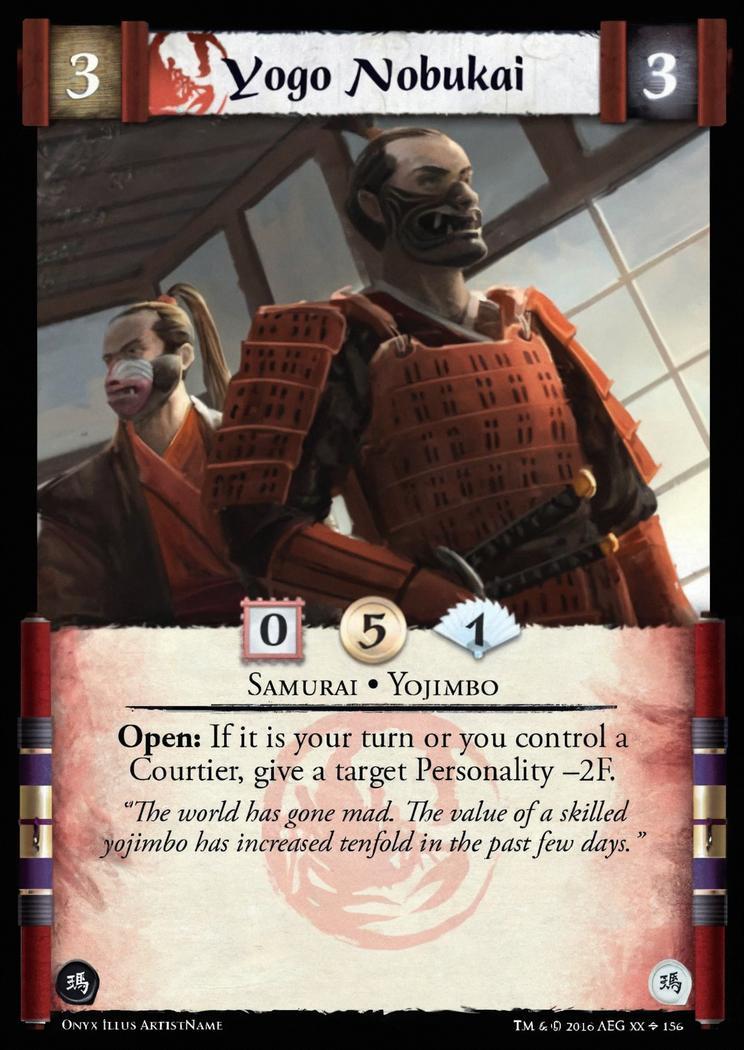 3
Yogo Nobukai
3
0
5
1
Samurai • Yojimbo
Open: If it is your turn or you control a
Courtier, give a target Personality –2F.
"The world has gone mad. The value of a skilled
yojimbo has increased tenfold in the past few days."
瑪
瑪
Onyx Illus ArtistName
TM & © 2016 AEG XX ✧ 156